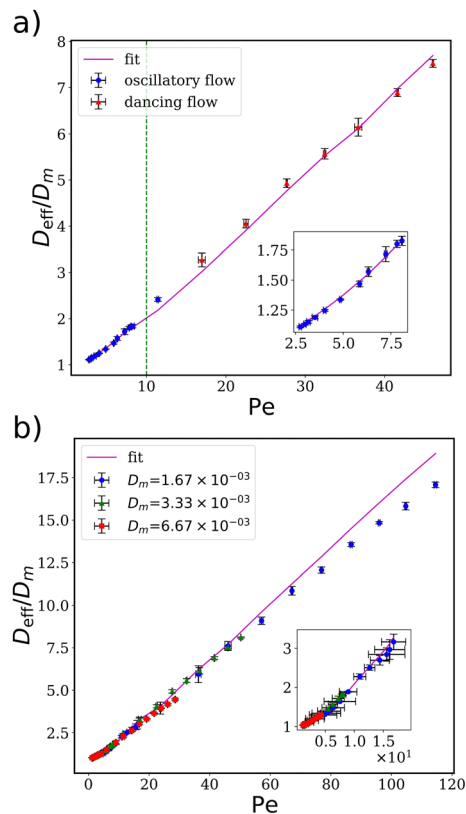 a)
8
7
6
5
4
3
2
1
D_eff/D_m
fit
oscillatory flow
dancing flow
1.75
1.50
1.25
2.5 5.0 7.5
0 10 20 30 40
Pe
b)
17.5
15.0
12.5
10.0
7.5
5.0
2.5
D_eff/D_m
fit
D_m=1.67 × 10^{-03}
D_m=3.33 × 10^{-03}
D_m=6.67 × 10^{-03}
3
2
1
0.5 1.0 1.5
×10^1
0 20 40 60 80 100 120
Pe